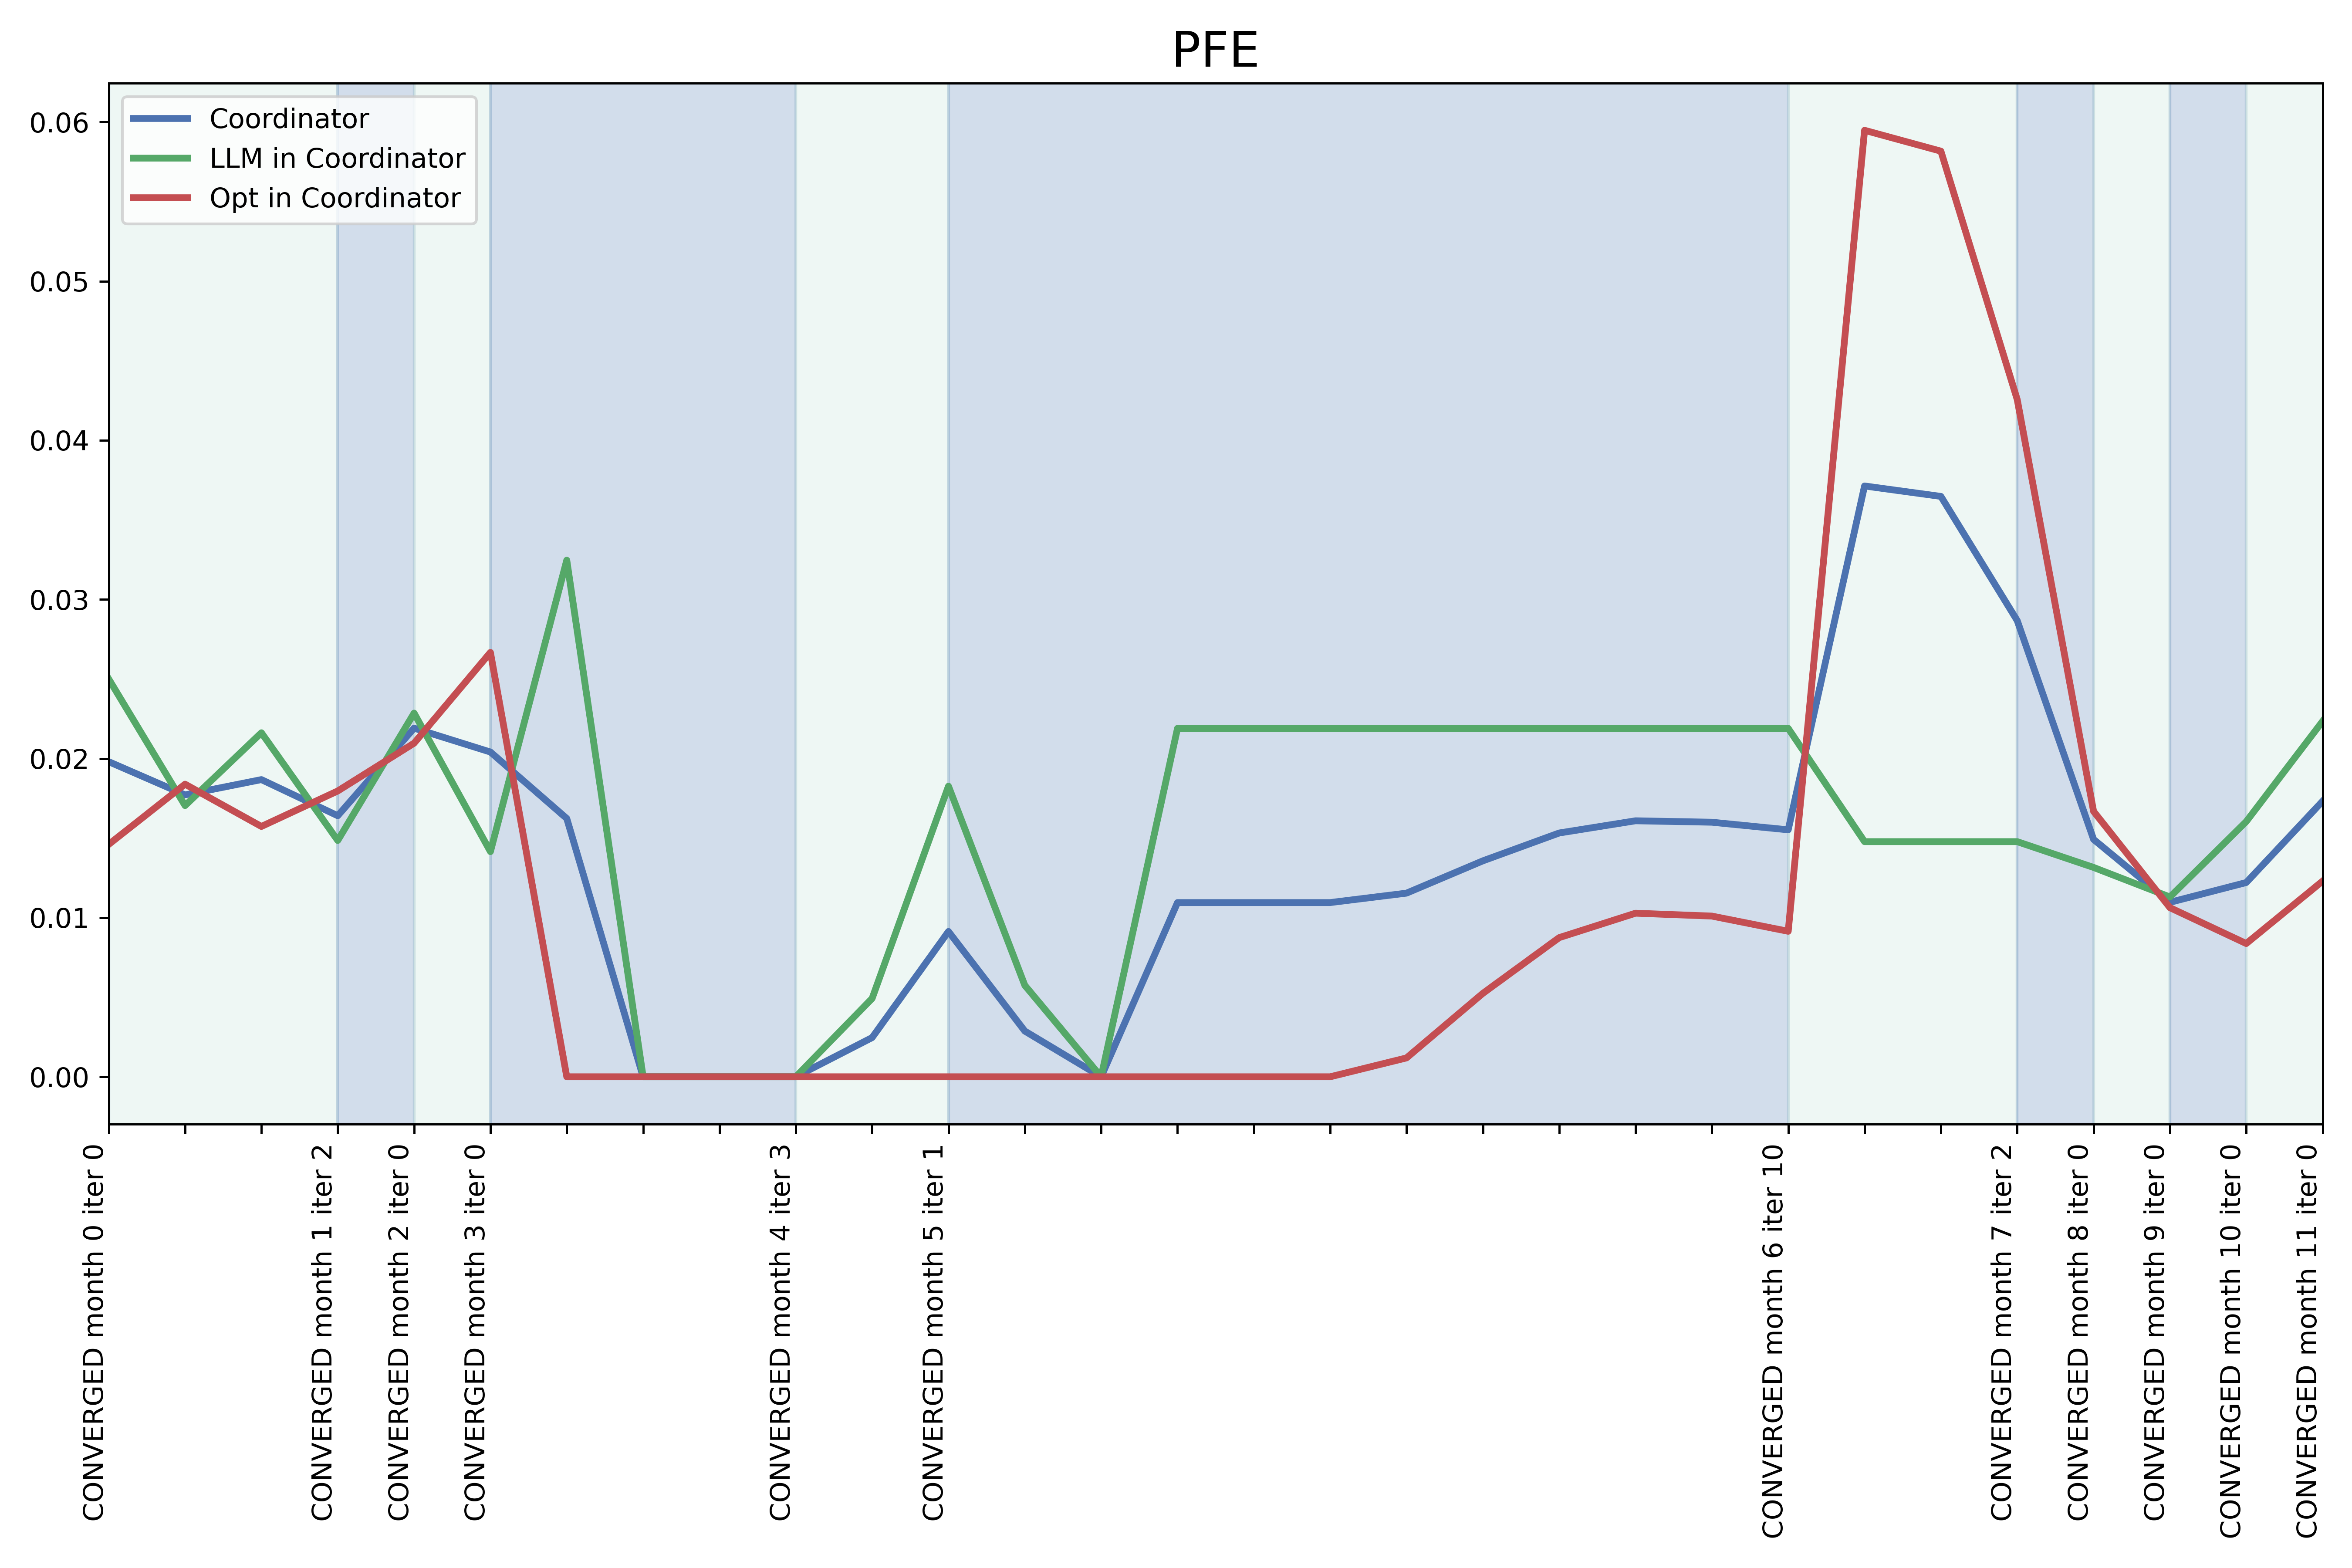 PFE
Coordinator
LLM in Coordinator
Opt in Coordinator
0.06
0.05
0.04
0.03
0.02
0.01
0.00
CONVERGED month 0 iter 0
CONVERGED month 1 iter 2
CONVERGED month 2 iter 0
CONVERGED month 3 iter 0
CONVERGED month 4 iter 3
CONVERGED month 5 iter 1
CONVERGED month 6 iter 10
CONVERGED month 7 iter 2
CONVERGED month 8 iter 0
CONVERGED month 9 iter 0
CONVERGED month 10 iter 0
CONVERGED month 11 iter 0